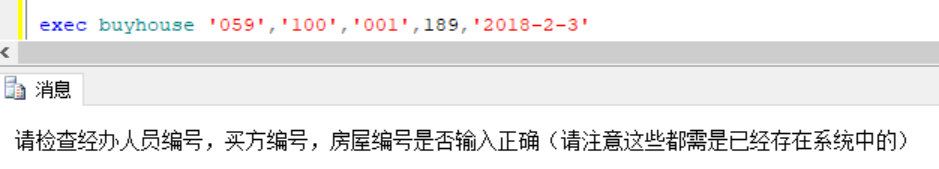 exec buyhouse '059','100','001',189,'2018-2-3'
消息
请检查经办人员编号，买方编号，房屋编号是否输入正确（请注意这些都需是已经存在系统中的）